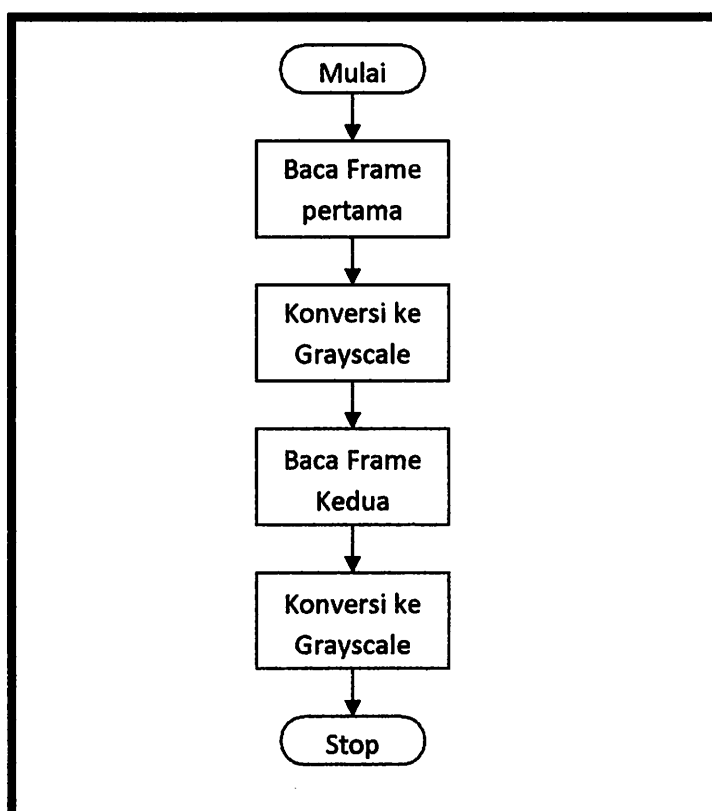 Mulai
Baca Frame
pertama
Konversi ke
Grayscale
Baca Frame
Kedua
Konversi ke
Grayscale
Stop